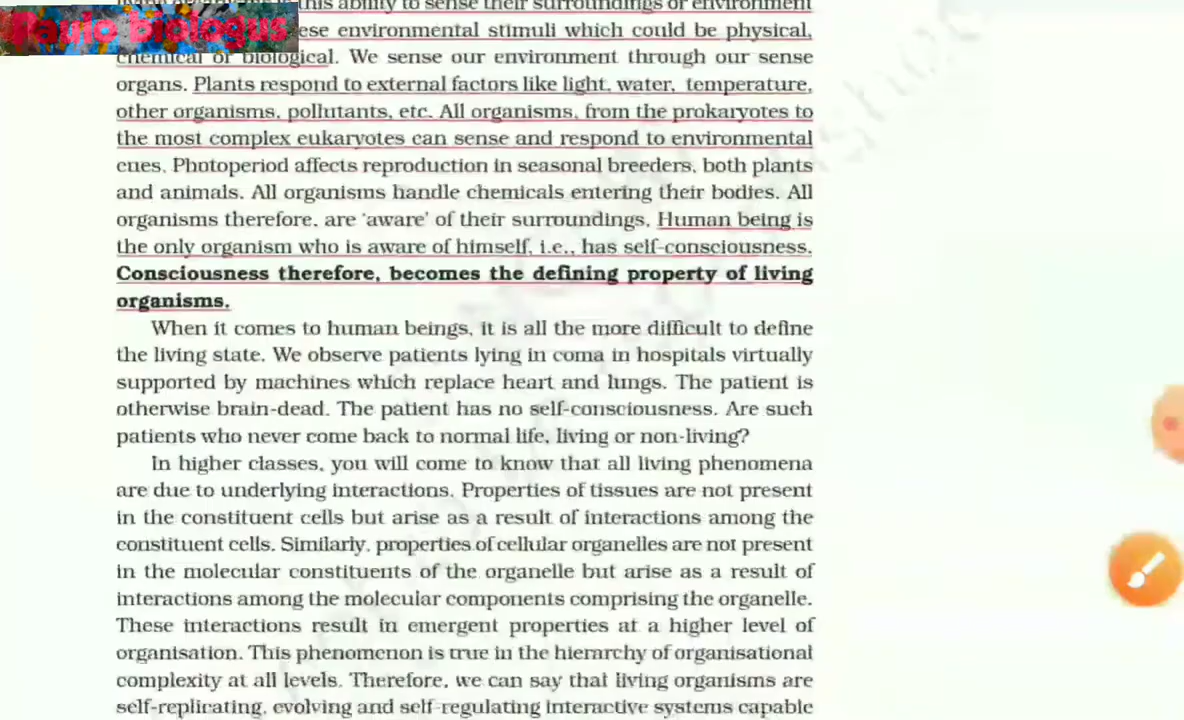 this ability to sense their surroundings or environment
Paulo biologus
ese environmental stimuli which could be physical,
chemical or biological. We sense our environment through our sense
organs. Plants respond to external factors like light, water, temperature,
other organisms, pollutants, etc. All organisms, from the prokaryotes to
the most complex eukaryotes can sense and respond to environmental
cues. Photoperiod affects reproduction in seasonal breeders, both plants
and animals. All organisms handle chemicals entering their bodies. All
organisms therefore, are 'aware' of their surroundings. Human being is
the only organism who is aware of himself, i.e., has self-consciousness.
Consciousness therefore, becomes the defining property of living
organisms.
When it comes to human beings, it is all the more difficult to define
the living state. We observe patients lying in coma in hospitals virtually
supported by machines which replace heart and lungs. The patient is
otherwise brain-dead. The patient has no self-consciousness. Are such
patients who never come back to normal life, living or non-living?
In higher classes, you will come to know that all living phenomena
are due to underlying interactions. Properties of tissues are not present
in the constituent cells but arise as a result of interactions among the
constituent cells. Similarly, properties of cellular organelles are not present
in the molecular constituents of the organelle but arise as a result of
interactions among the molecular components comprising the organelle.
These interactions result in emergent properties at a higher level of
organisation. This phenomenon is true in the hierarchy of organisational
complexity at all levels. Therefore, we can say that living organisms are
self-replicating, evolving and self-regulating interactive systems capable